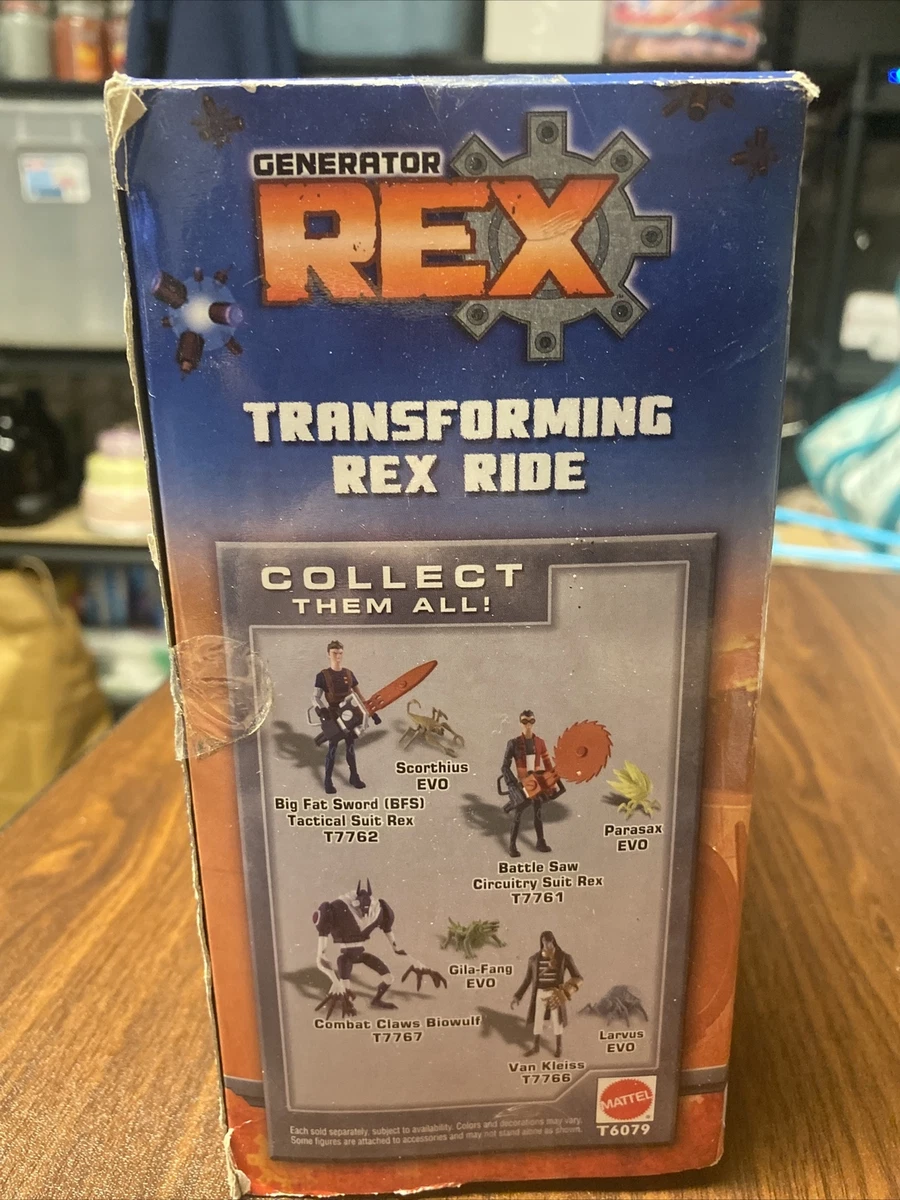 GENERATOR
REX
TRANSFORMING
REX RIDE
COLLECT
THEM ALL!
Scorthius
EVO
Big Fat Sword (BFS)
Tactical Suit Rex
T7762
Parasax
EVO
Battle Saw
Circuitry Suit Rex
T7761
Gila-Fang
EVO
Combat Claws Biowulf
T7767
Larvus
EVO
Van Kleiss
T7766
MATTEL
T6079
Each sold separately, subject to availability. Colors and decorations may vary.
Some figures are attached to accessories and may not stand alone as shown.